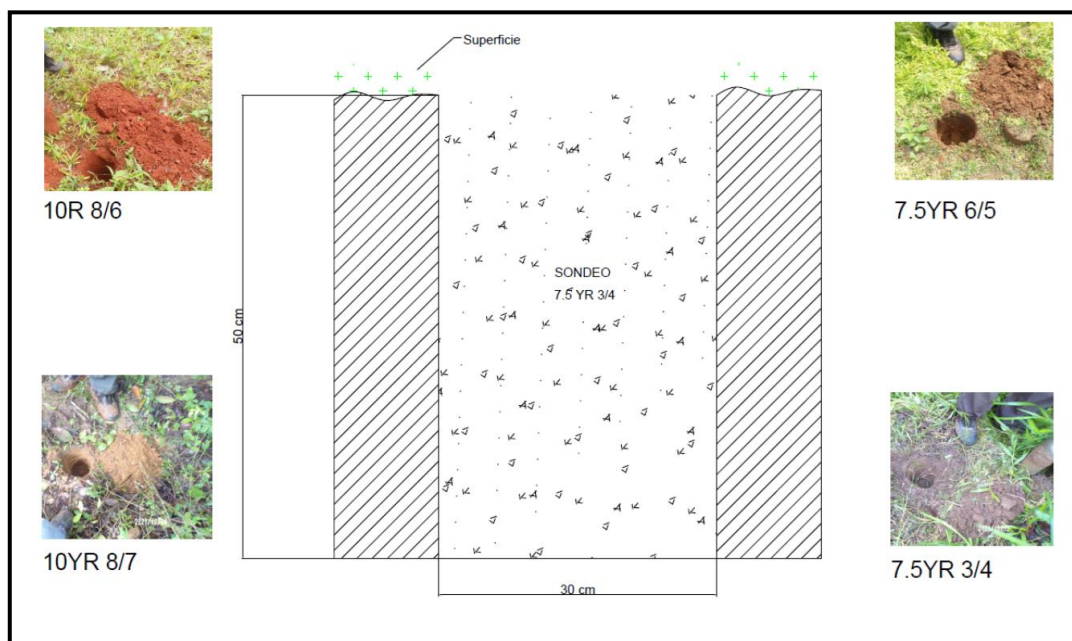 Superficie
10R 8/6
7.5YR 6/5
SONDEO
7.5 YR 3/4
50 cm
10YR 8/7
7.5YR 3/4
30 cm